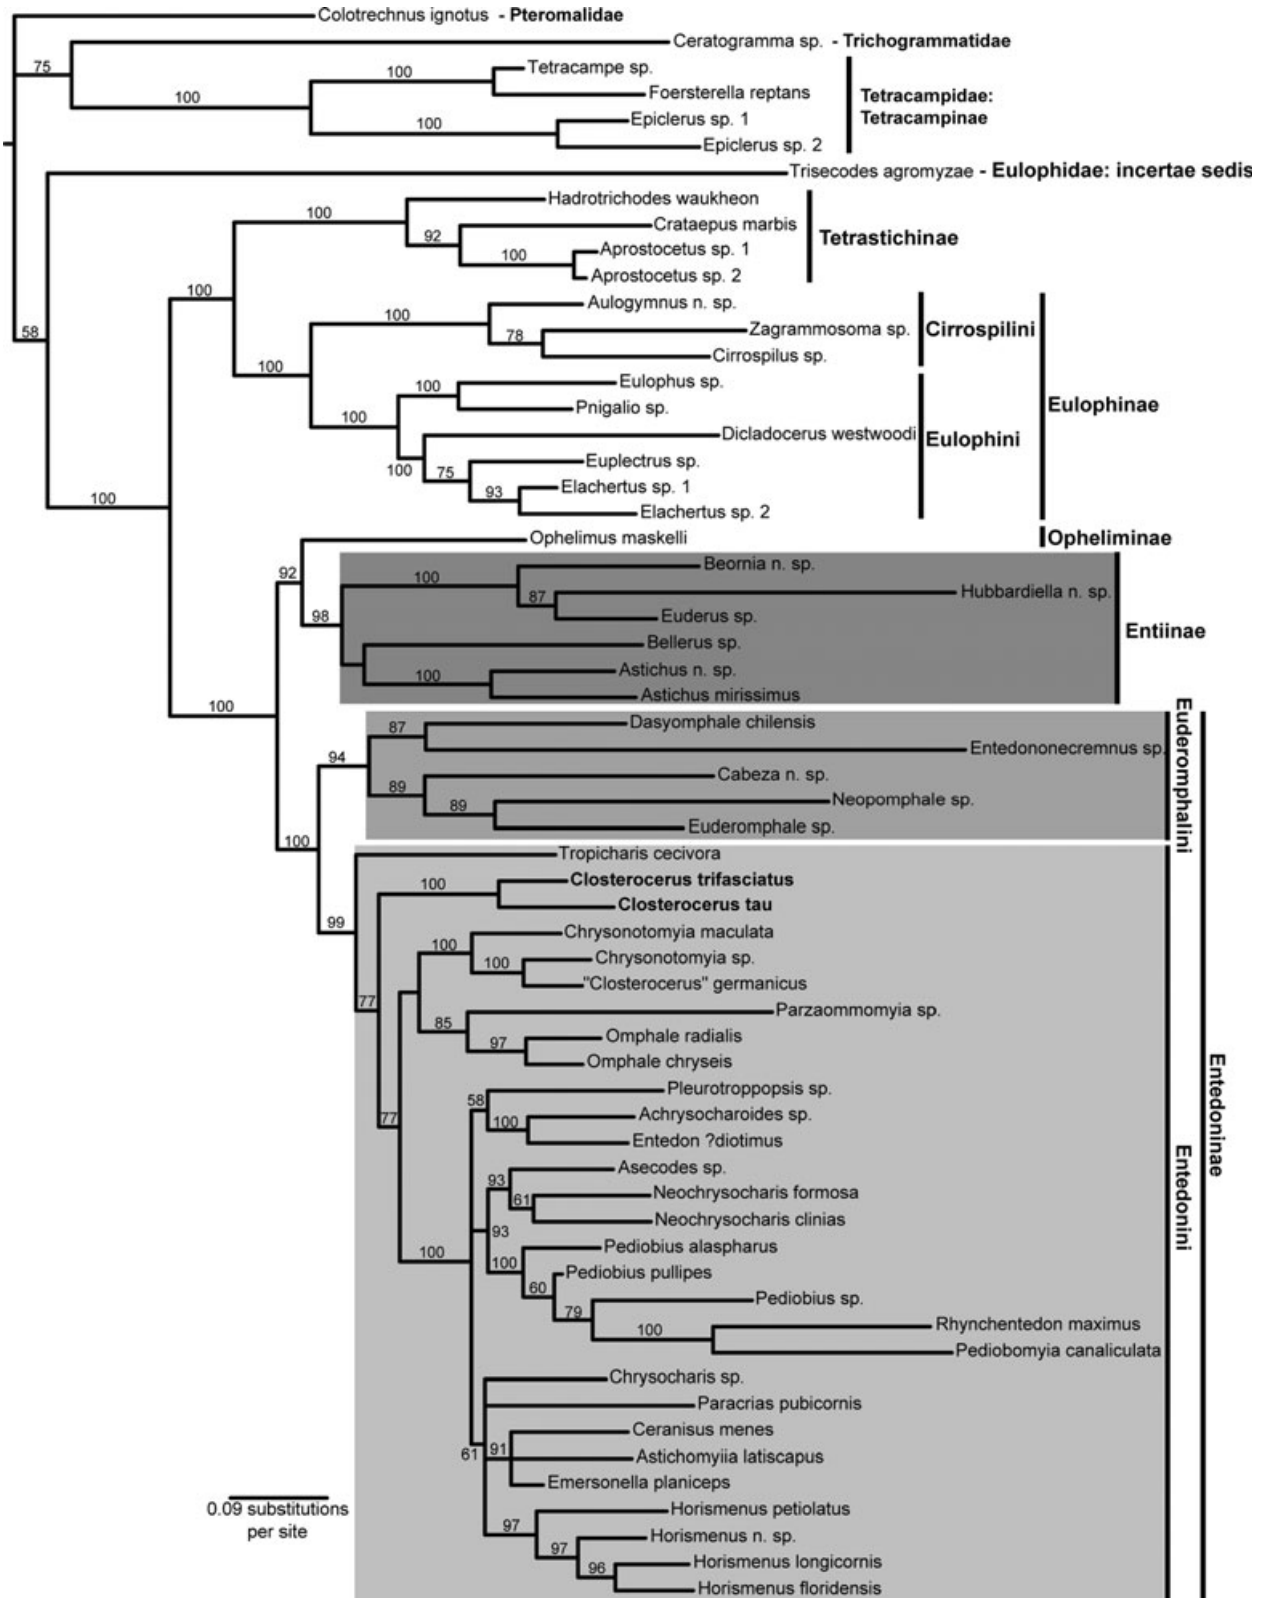 Colotrechnus ignotus - Pteromalidae
Ceratogramma sp. - Trichogrammatidae
75
Tetracampe sp.
100
Foersterella reptans
100
Tetracampidae:
Tetracampinae
Epiclerus sp. 1
100
Epiclerus sp. 2
Trisecodes agromyzae - Eulophidae: incertae sedis
Hadrotrichodes waukheon
100
Crataepus marbis
92
Tetrastichinae
Aprostocetus sp. 1
100
Aprostocetus sp. 2
100
Aulogymnus n. sp.
100
58
Zagrammosoma sp.
78
Cirrospilini
Cirrospilus sp.
100
Eulophus sp.
100
Pnigalio sp.
Eulophinae
100
Dicladocerus westwoodi
Eulophini
Euplectrus sp.
100
75
Elachertus sp. 1
93
100
Elachertus sp. 2
Ophelimus maskelli
Opheliminae
Beornia n. sp.
92
100
Hubbardiella n. sp.
87
98
Euderus sp.
Entiinae
Bellerus sp.
Astichus n. sp.
100
Astichus mirissimus
100
Dasyomphale chilensis
87
Entedononecremnus sp.
94
Cabeza n. sp.
89
Neopomphale sp.
89
Euderomphale sp.
Euderomphalini
100
Tropicharis cecivora
Closterocerus trifasciatus
100
Closterocerus tau
99
Chrysonotomyia maculata
100
Chrysonotomyia sp.
100
"Closterocerus" germanicus
77
Parzaommomyia sp.
85
Omphale radialis
97
Omphale chryseis
Pleurotroppopsis sp.
58
Achrysocharoides sp.
77
100
Entedon ?diotimus
Entedoninae
Entedonini
Asecodes sp.
93
Neochrysocharis formosa
61
Neochrysocharis clinias
93
Pediobius alaspharus
100
100
Pediobius pullipes
60
Pediobius sp.
79
Rhynchentedon maximus
100
Pediobomyia canaliculata
Chrysocharis sp.
Paracrias pubicornis
Ceranisus menes
61
91
Astichomyiia latiscapus
Emersonella planiceps
Horismenus petiolatus
97
Horismenus n. sp.
97
Horismenus longicornis
96
Horismenus floridensis
0.09 substitutions
per site